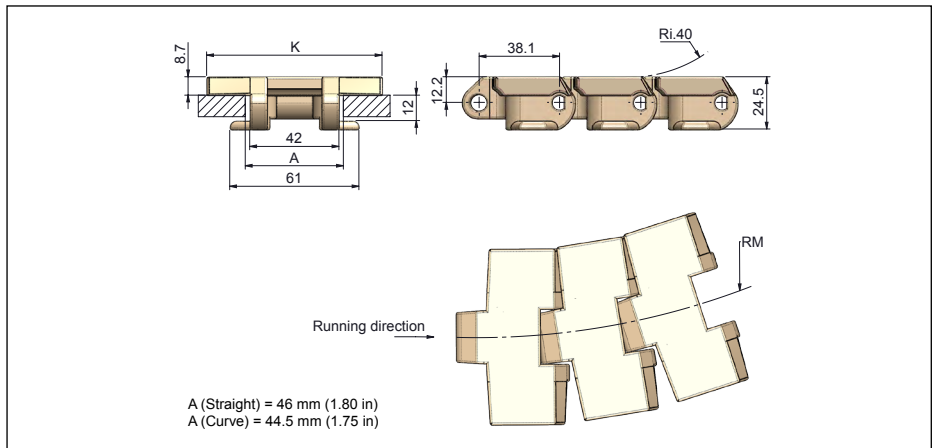 K
8.7
12
42
A
61
38.1
Ri.40
12.2
24.5
RM
Running direction
A (Straight) = 46 mm (1.80 in)
A (Curve) = 44.5 mm (1.75 in)